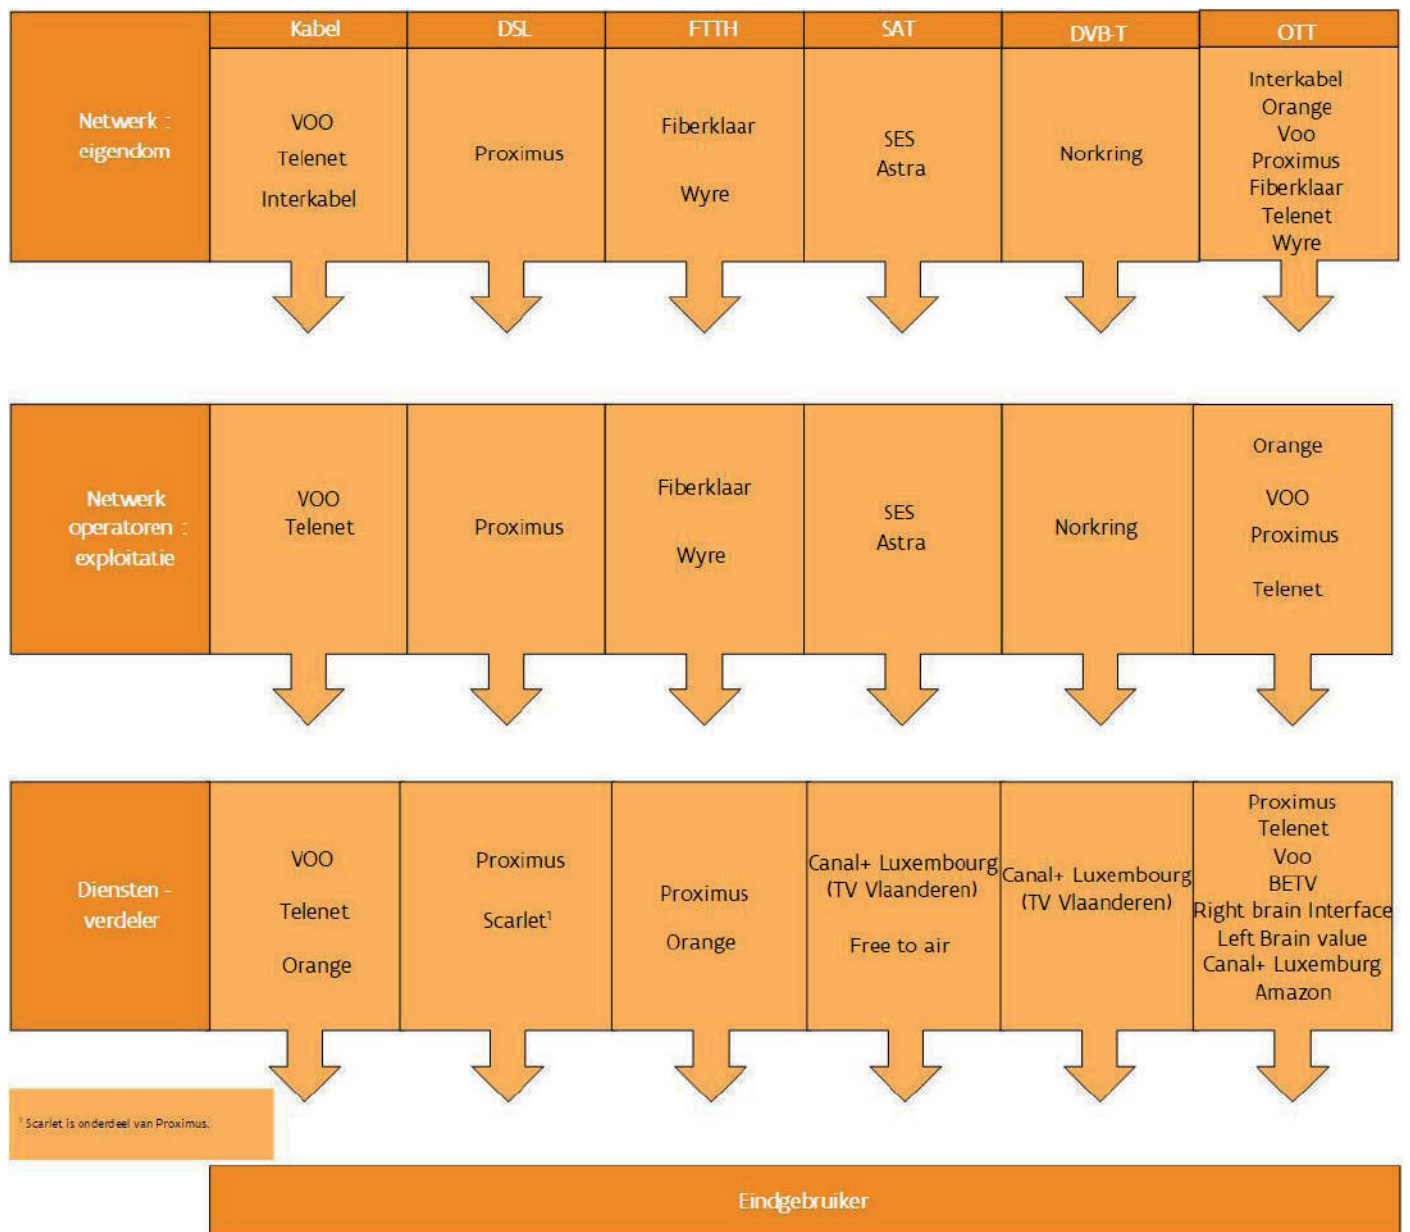 Kabel
DSL
FTTH
SAT
DVB-T
OTT
Netwerk :
eigendom
VOO
Telenet
Interkabel
Proximus
Fiberklaar
Wyre
SES
Astra
Norkring
Interkabel
Orange
Voo
Proximus
Fiberklaar
Telenet
Wyre
Netwerk
operatoren :
exploitatie
VOO
Telenet
Proximus
Fiberklaar
Wyre
SES
Astra
Norkring
Orange
VOO
Proximus
Telenet
Diensten -
verdeler
VOO
Telenet
Orange
Proximus
Scarlet¹
Proximus
Orange
Canal+ Luxembourg
(TV Vlaanderen)
Free to air
Canal+ Luxembourg
(TV Vlaanderen)
Proximus
Telenet
Voo
BETV
Right brain Interface
Left Brain value
Canal+ Luxemburg
Amazon
¹ Scarlet is onderdeel van Proximus.
Eindgebruiker